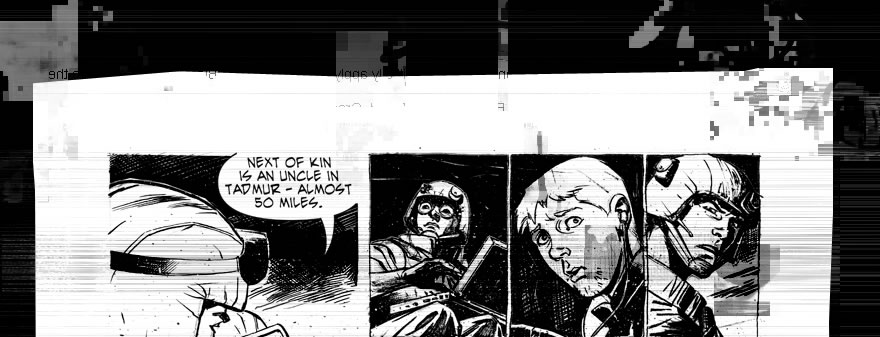 NEXT OF KIN
IS AN UNCLE IN
TADMUR - ALMOST
50 MILES.